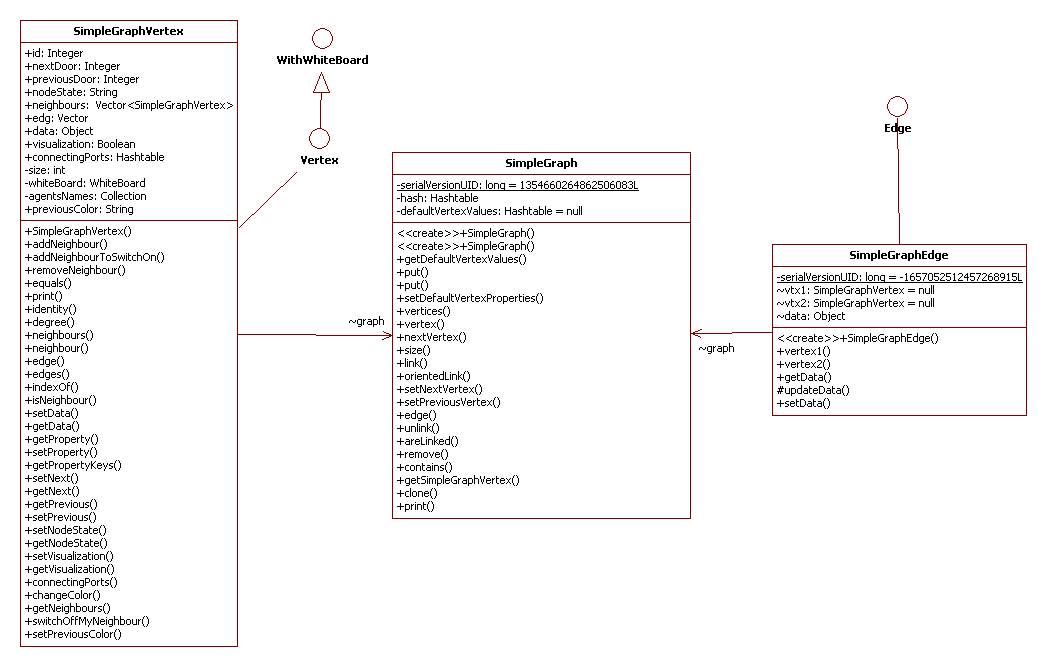 SimpleGraphVertex
+id: Integer
+nextDoor: Integer
+previousDoor: Integer
+nodeState: String
+neighbours:  Vector<SimpleGraphVertex>
+edg: Vector
+data: Object
+visualization: Boolean
+connectingPorts: Hashtable
-size: int
-whiteBoard: WhiteBoard
-agentsNames: Collection
+previousColor: String
+SimpleGraphVertex()
+addNeighbour()
+addNeighbourToSwitchOn()
+removeNeighbour()
+equals()
+print()
+identity()
+degree()
+neighbours()
+neighbour()
+edge()
+edges()
+indexOf()
+isNeighbour()
+setData()
+getData()
+getProperty()
+setProperty()
+getPropertyKeys()
+setNext()
+getNext()
+getPrevious()
+setPrevious()
+setNodeState()
+getNodeState()
+setVisualization()
+getVisualization()
+connectingPorts()
+changeColor()
+getNeighbours()
+switchOffMyNeighbour()
+setPreviousColor()
WithWhiteBoard
Vertex
~graph
SimpleGraph
-serialVersionUID: long = 1354660264862506083L
-hash: Hashtable
-defaultVertexValues: Hashtable = null
<<create>>+SimpleGraph()
<<create>>+SimpleGraph()
+getDefaultVertexValues()
+put()
+put()
+setDefaultVertexProperties()
+vertices()
+vertex()
+nextVertex()
+size()
+link()
+orientedLink()
+setNextVertex()
+setPreviousVertex()
+edge()
+unlink()
+areLinked()
+remove()
+contains()
+getSimpleGraphVertex()
+clone()
+print()
~graph
Edge
SimpleGraphEdge
-serialVersionUID: long = -1657052512457268915L
~vtx1: SimpleGraphVertex = null
~vtx2: SimpleGraphVertex = null
~data: Object
<<create>>+SimpleGraphEdge()
+vertex1()
+vertex2()
+getData()
#updateData()
+setData()